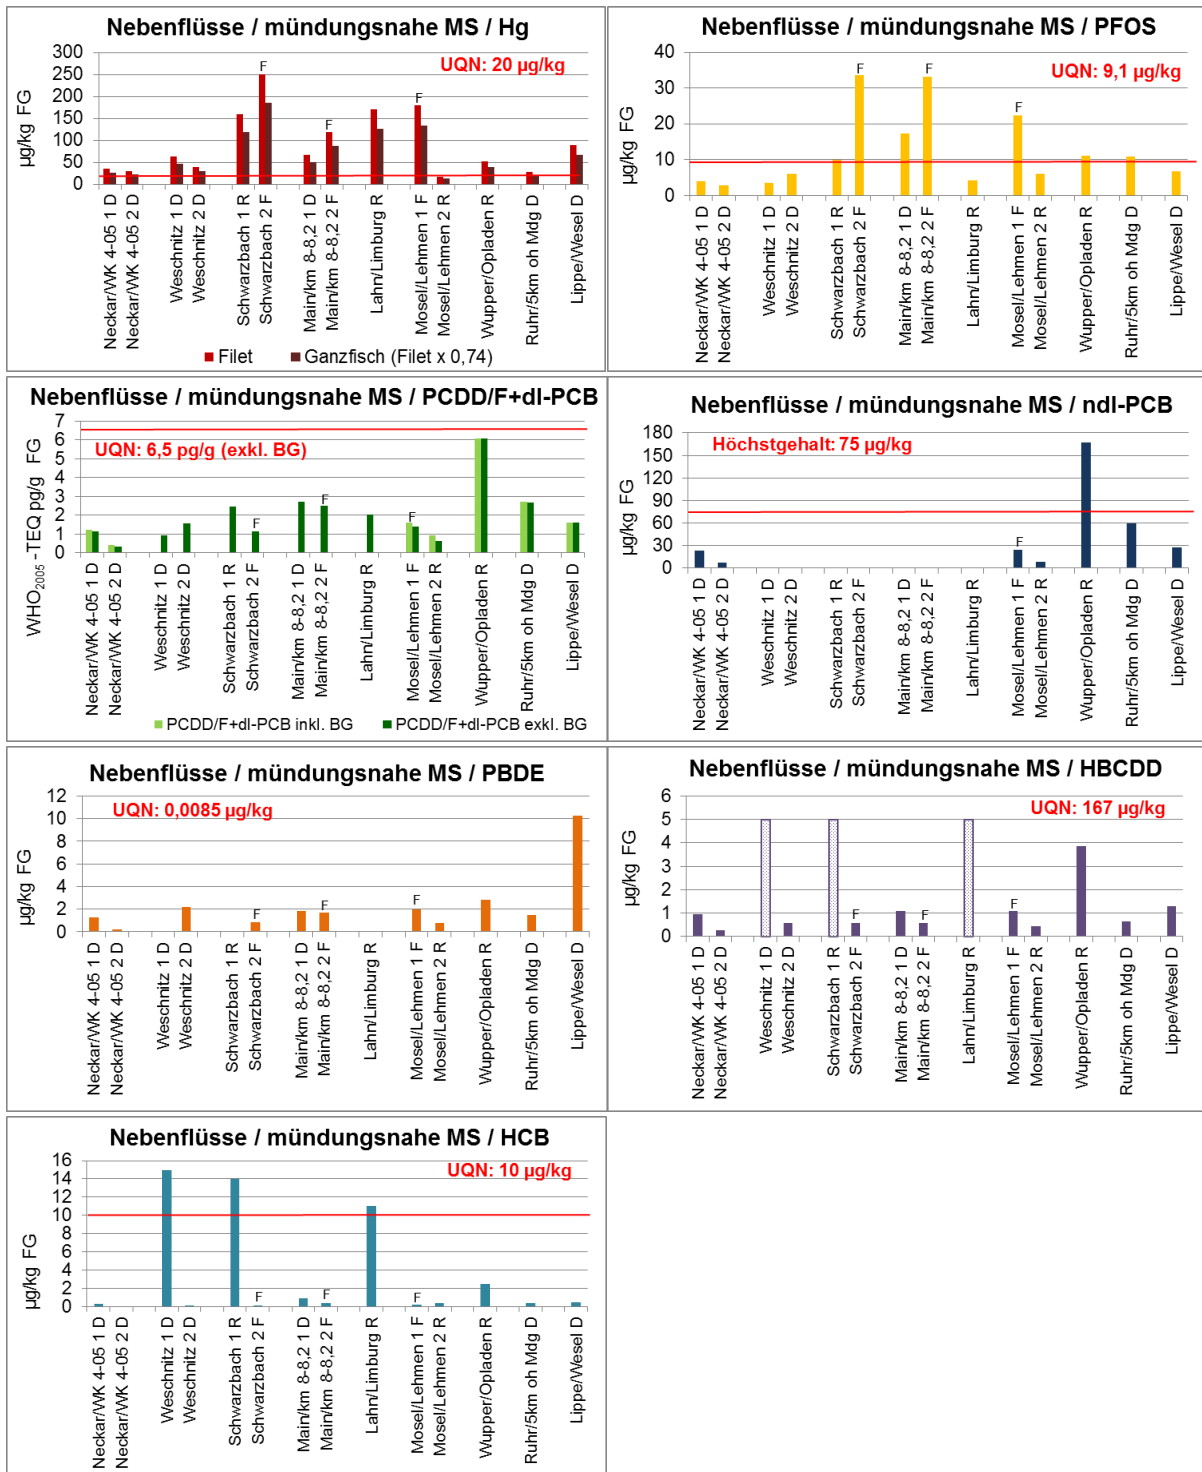 Nebenflüsse / mündungsnahe MS / Hg
UQN: 20 µg/kg
µg/kg FG
300
250
200
150
100
50
0
F
F
F
Neckar/WK 4-05 1 D
Neckar/WK 4-05 2 D
Weschnitz 1 D
Weschnitz 2 D
Schwarzbach 1 R
Schwarzbach 2 F
Main/km 8-8,2 1 D
Main/km 8-8,2 2 F
Lahn/Limburg R
Mosel/Lehmen 1 F
Mosel/Lehmen 2 R
Wupper/Opladen R
Ruhr/5km oh Mdg D
Lippe/Wesel D
Filet
Ganzfisch (Filet x 0,74)
Nebenflüsse / mündungsnahe MS / PFOS
UQN: 9,1 µg/kg
µg/kg FG
40
30
20
10
0
F
F
F
Neckar/WK 4-05 1 D
Neckar/WK 4-05 2 D
Weschnitz 1 D
Weschnitz 2 D
Schwarzbach 1 R
Schwarzbach 2 F
Main/km 8-8,2 1 D
Main/km 8-8,2 2 F
Lahn/Limburg R
Mosel/Lehmen 1 F
Mosel/Lehmen 2 R
Wupper/Opladen R
Ruhr/5km oh Mdg D
Lippe/Wesel D
Nebenflüsse / mündungsnahe MS / PCDD/F+dl-PCB
UQN: 6,5 pg/g (exkl. BG)
WHO2005 -TEQ pg/g FG
7
6
5
4
3
2
1
0
F
F
F
Neckar/WK 4-05 1 D
Neckar/WK 4-05 2 D
Weschnitz 1 D
Weschnitz 2 D
Schwarzbach 1 R
Schwarzbach 2 F
Main/km 8-8,2 1 D
Main/km 8-8,2 2 F
Lahn/Limburg R
Mosel/Lehmen 1 F
Mosel/Lehmen 2 R
Wupper/Opladen R
Ruhr/5km oh Mdg D
Lippe/Wesel D
PCDD/F+dl-PCB inkl. BG
PCDD/F+dl-PCB exkl. BG
Nebenflüsse / mündungsnahe MS / ndl-PCB
Höchstgehalt: 75 µg/kg
µg/kg FG
180
150
120
90
60
30
0
F
Neckar/WK 4-05 1 D
Neckar/WK 4-05 2 D
Weschnitz 1 D
Weschnitz 2 D
Schwarzbach 1 R
Schwarzbach 2 F
Main/km 8-8,2 1 D
Main/km 8-8,2 2 F
Lahn/Limburg R
Mosel/Lehmen 1 F
Mosel/Lehmen 2 R
Wupper/Opladen R
Ruhr/5km oh Mdg D
Lippe/Wesel D
Nebenflüsse / mündungsnahe MS / PBDE
UQN: 0,0085 µg/kg
µg/kg FG
12
10
8
6
4
2
0
F
F
F
Neckar/WK 4-05 1 D
Neckar/WK 4-05 2 D
Weschnitz 1 D
Weschnitz 2 D
Schwarzbach 1 R
Schwarzbach 2 F
Main/km 8-8,2 1 D
Main/km 8-8,2 2 F
Lahn/Limburg R
Mosel/Lehmen 1 F
Mosel/Lehmen 2 R
Wupper/Opladen R
Ruhr/5km oh Mdg D
Lippe/Wesel D
Nebenflüsse / mündungsnahe MS / HBCDD
UQN: 167 µg/kg
µg/kg FG
6
5
4
3
2
1
0
F
F
F
Neckar/WK 4-05 1 D
Neckar/WK 4-05 2 D
Weschnitz 1 D
Weschnitz 2 D
Schwarzbach 1 R
Schwarzbach 2 F
Main/km 8-8,2 1 D
Main/km 8-8,2 2 F
Lahn/Limburg R
Mosel/Lehmen 1 F
Mosel/Lehmen 2 R
Wupper/Opladen R
Ruhr/5km oh Mdg D
Lippe/Wesel D
Nebenflüsse / mündungsnahe MS / HCB
UQN: 10 µg/kg
µg/kg FG
16
14
12
10
8
6
4
2
0
F
F
F
Neckar/WK 4-05 1 D
Neckar/WK 4-05 2 D
Weschnitz 1 D
Weschnitz 2 D
Schwarzbach 1 R
Schwarzbach 2 F
Main/km 8-8,2 1 D
Main/km 8-8,2 2 F
Lahn/Limburg R
Mosel/Lehmen 1 F
Mosel/Lehmen 2 R
Wupper/Opladen R
Ruhr/5km oh Mdg D
Lippe/Wesel D